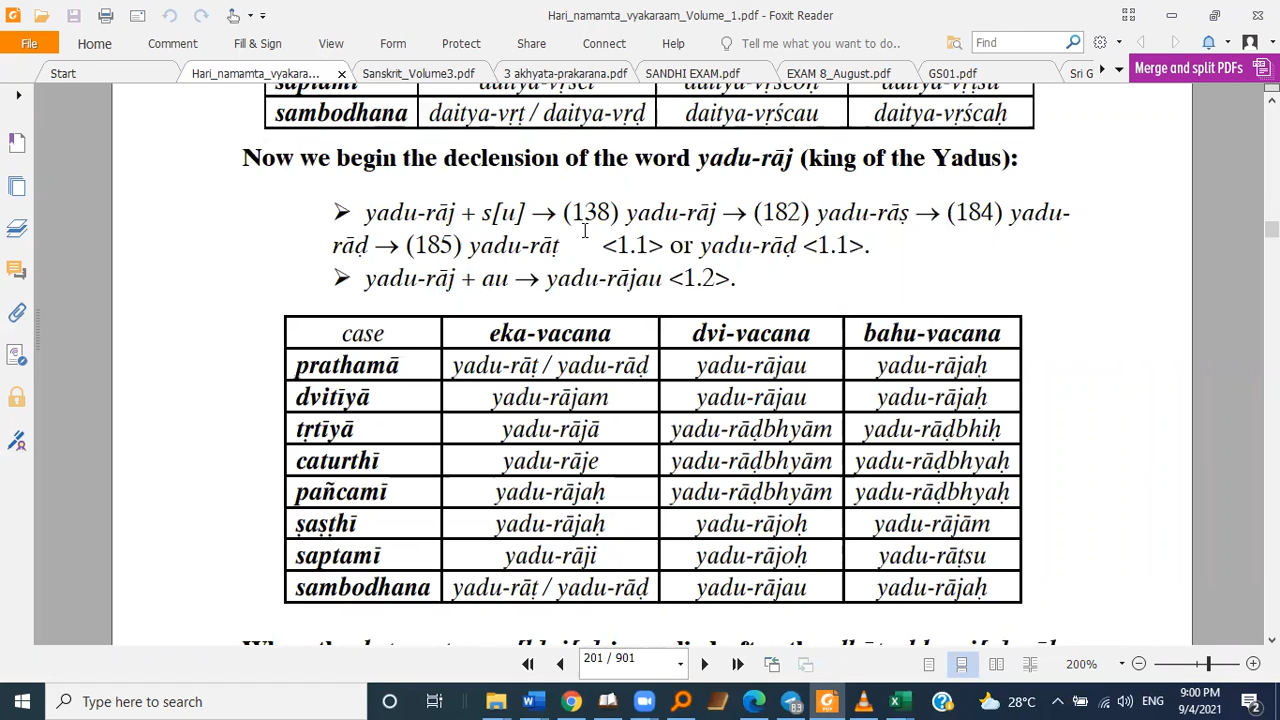 Hari_namamta_vyakaraam_Volume_1.pdf - Foxit Reader
File Home Comment Fill & Sign View Form Protect Share Connect Help Tell me what you want to do... Find
Start Hari_namamta_vyakara... Sanskrit_Volume3.pdf 3 akhyata-prakarana.pdf SANDHI EXAM.pdf EXAM 8_August.pdf GS01.pdf Sri G Merge and split PDFs
sambodhana daitya-vṛṭ / daitya-vṛḍ daitya-vṛścau daitya-vṛścaḥ
Now we begin the declension of the word yadu-rāj (king of the Yadus):
➢ yadu-rāj + s[u] → (138) yadu-rāj → (182) yadu-rāṣ → (184) yadu-
rāḍ → (185) yadu-rāṭ <1.1> or yadu-rāḍ <1.1>.
➢ yadu-rāj + au → yadu-rājau <1.2>.
case eka-vacana dvi-vacana bahu-vacana
prathamā yadu-rāṭ / yadu-rāḍ yadu-rājau yadu-rājaḥ
dvitīyā yadu-rājam yadu-rājau yadu-rājaḥ
tṛtīyā yadu-rājā yadu-rāḍbhyām yadu-rāḍbhiḥ
caturthī yadu-rāje yadu-rāḍbhyām yadu-rāḍbhyaḥ
pañcamī yadu-rājaḥ yadu-rāḍbhyām yadu-rāḍbhyaḥ
ṣaṣṭhī yadu-rājaḥ yadu-rājoḥ yadu-rājām
saptamī yadu-rāji yadu-rājoḥ yadu-rāṭsu
sambodhana yadu-rāṭ / yadu-rāḍ yadu-rājau yadu-rājaḥ
201 / 901 200%
Type here to search 83 28°C ENG 9:00 PM
9/4/2021